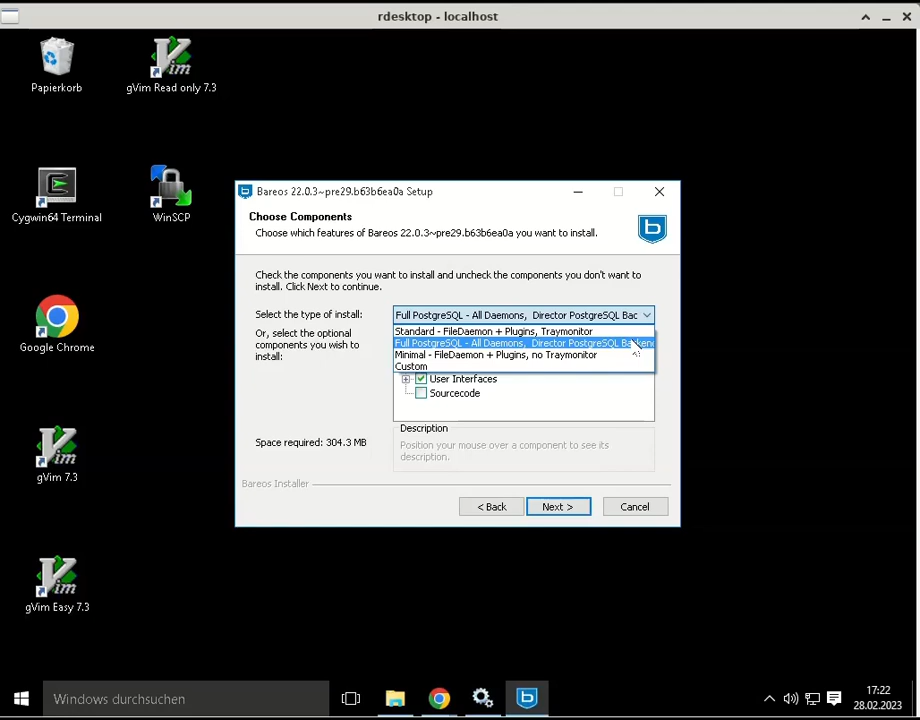 rdesktop - localhost
Papierkorb
gVim Read only 7.3
Cygwin64 Terminal
WinSCP
Google Chrome
gVim 7.3
gVim Easy 7.3
Bareos 22.0.3~pre29.b63b6ea0a Setup
Choose Components
Choose which features of Bareos 22.0.3~pre29.b63b6ea0a you want to install.
Check the components you want to install and uncheck the components you don't want to
install. Click Next to continue.
Select the type of install:
Full PostgreSQL - All Daemons, Director PostgreSQL Bac
Or, select the optional
components you wish to
install:
Standard - FileDaemon + Plugins, Traymonitor
Full PostgreSQL - All Daemons, Director PostgreSQL Backend
Minimal - FileDaemon + Plugins, no Traymonitor
Custom
User Interfaces
Sourcecode
Space required: 304.3 MB
Description
Position your mouse over a component to see its
description.
Bareos Installer
< Back
Next >
Cancel
Windows durchsuchen
17:22
28.02.2023